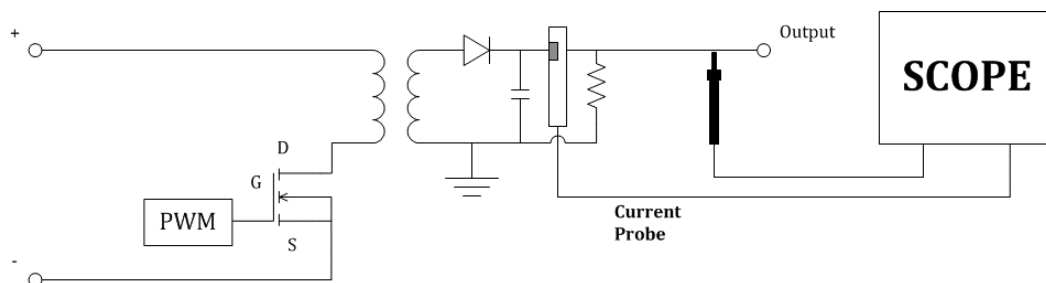 +
Output
SCOPE
D
G
PWM
S
Current
Probe
-